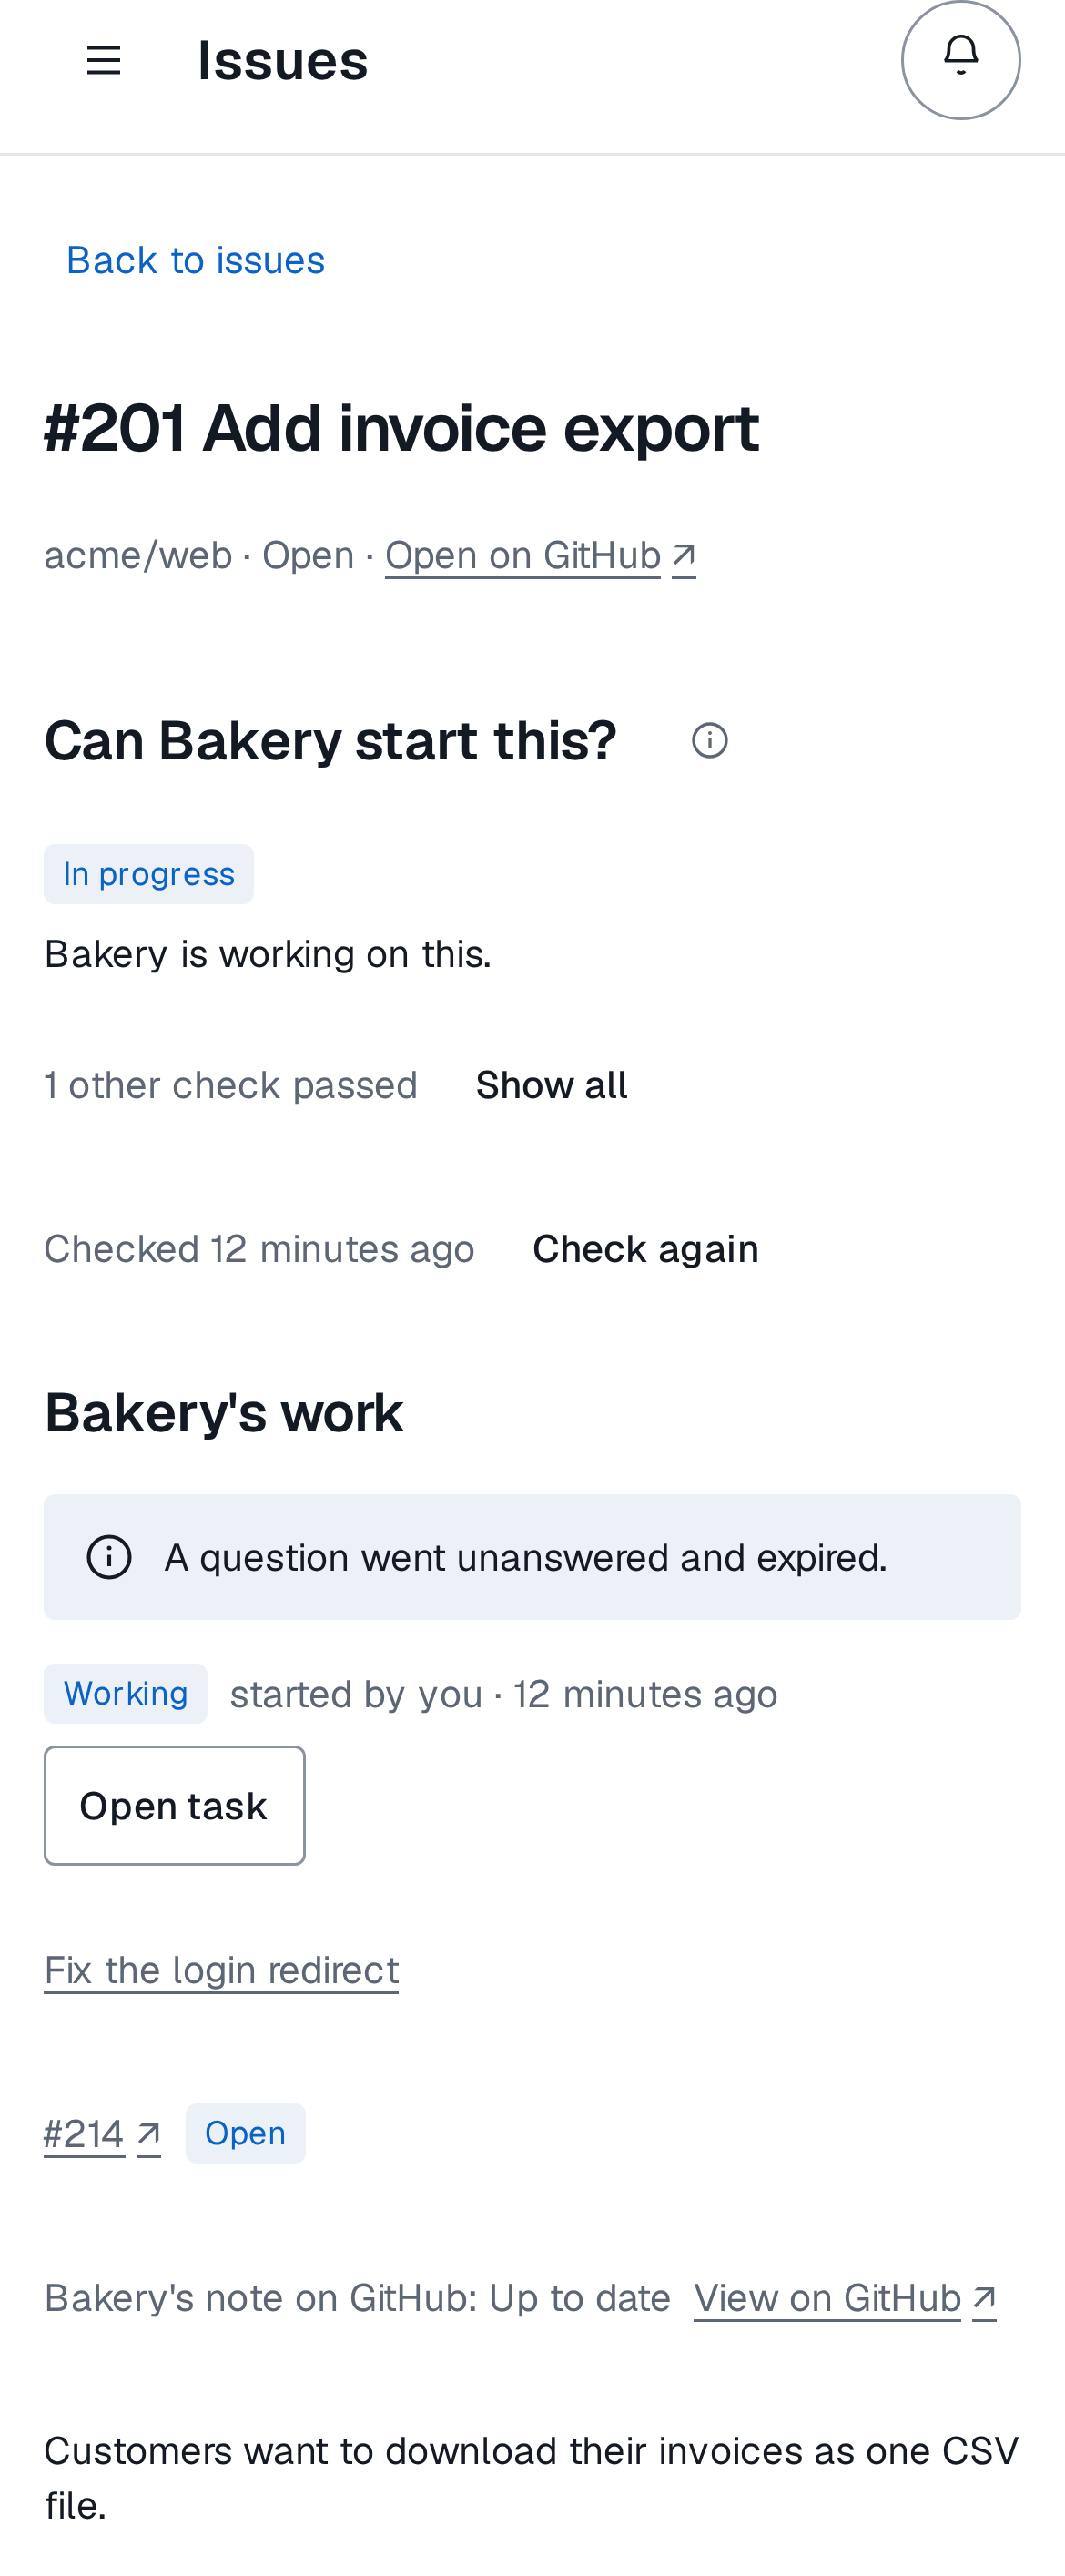 Issues
Back to issues
#201 Add invoice export
acme/web · Open · Open on GitHub ↗
Can Bakery start this?
In progress
Bakery is working on this.
1 other check passed Show all
Checked 12 minutes ago Check again
Bakery's work
A question went unanswered and expired.
Working started by you · 12 minutes ago
Open task
Fix the login redirect
#214 ↗ Open
Bakery's note on GitHub: Up to date View on GitHub ↗
Customers want to download their invoices as one CSV
file.